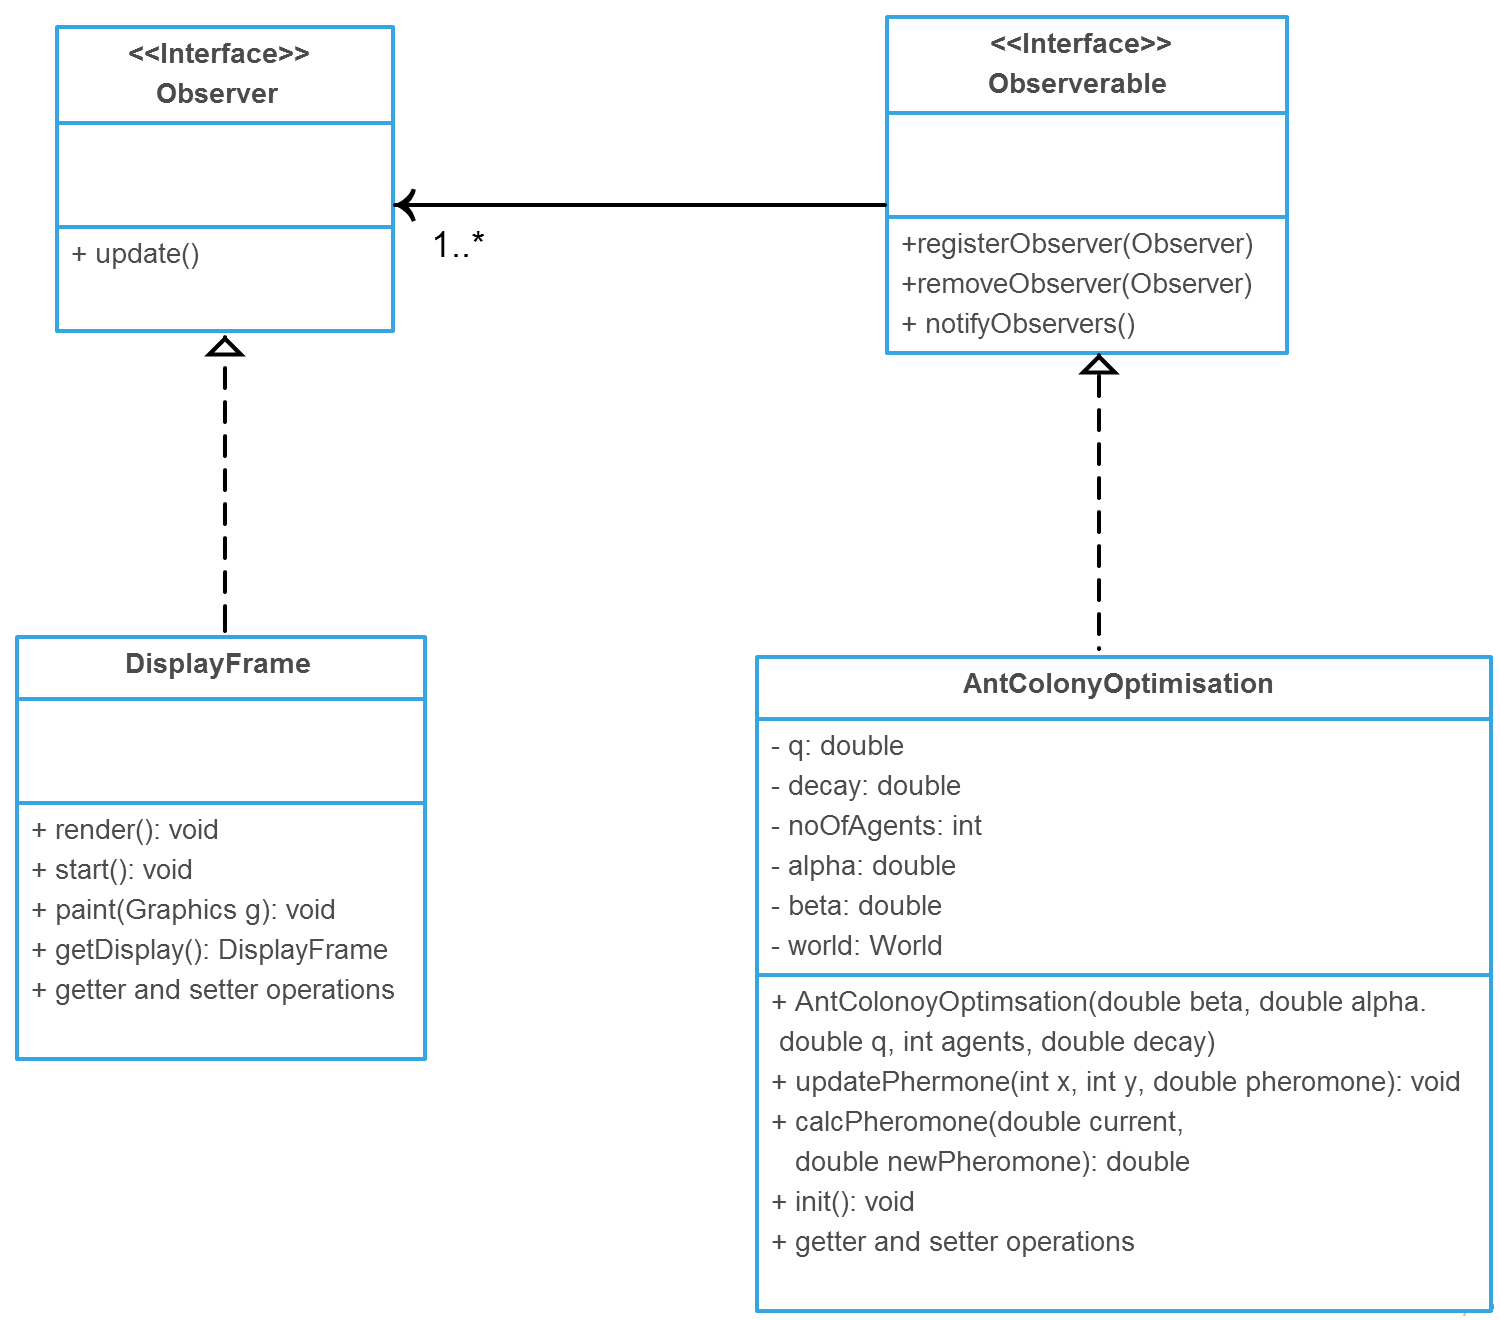 <<Interface>>
Observer
+ update()
<<Interface>>
Observerable
+registerObserver(Observer)
+removeObserver(Observer)
+ notifyObservers()
1..*
DisplayFrame
+ render(): void
+ start(): void
+ paint(Graphics g): void
+ getDisplay(): DisplayFrame
+ getter and setter operations
AntColonyOptimisation
- q: double
- decay: double
- noOfAgents: int
- alpha: double
- beta: double
- world: World
+ AntColonoyOptimsation(double beta, double alpha.
double q, int agents, double decay)
+ updatePhermone(int x, int y, double pheromone): void
+ calcPheromone(double current,
double newPheromone): double
+ init(): void
+ getter and setter operations